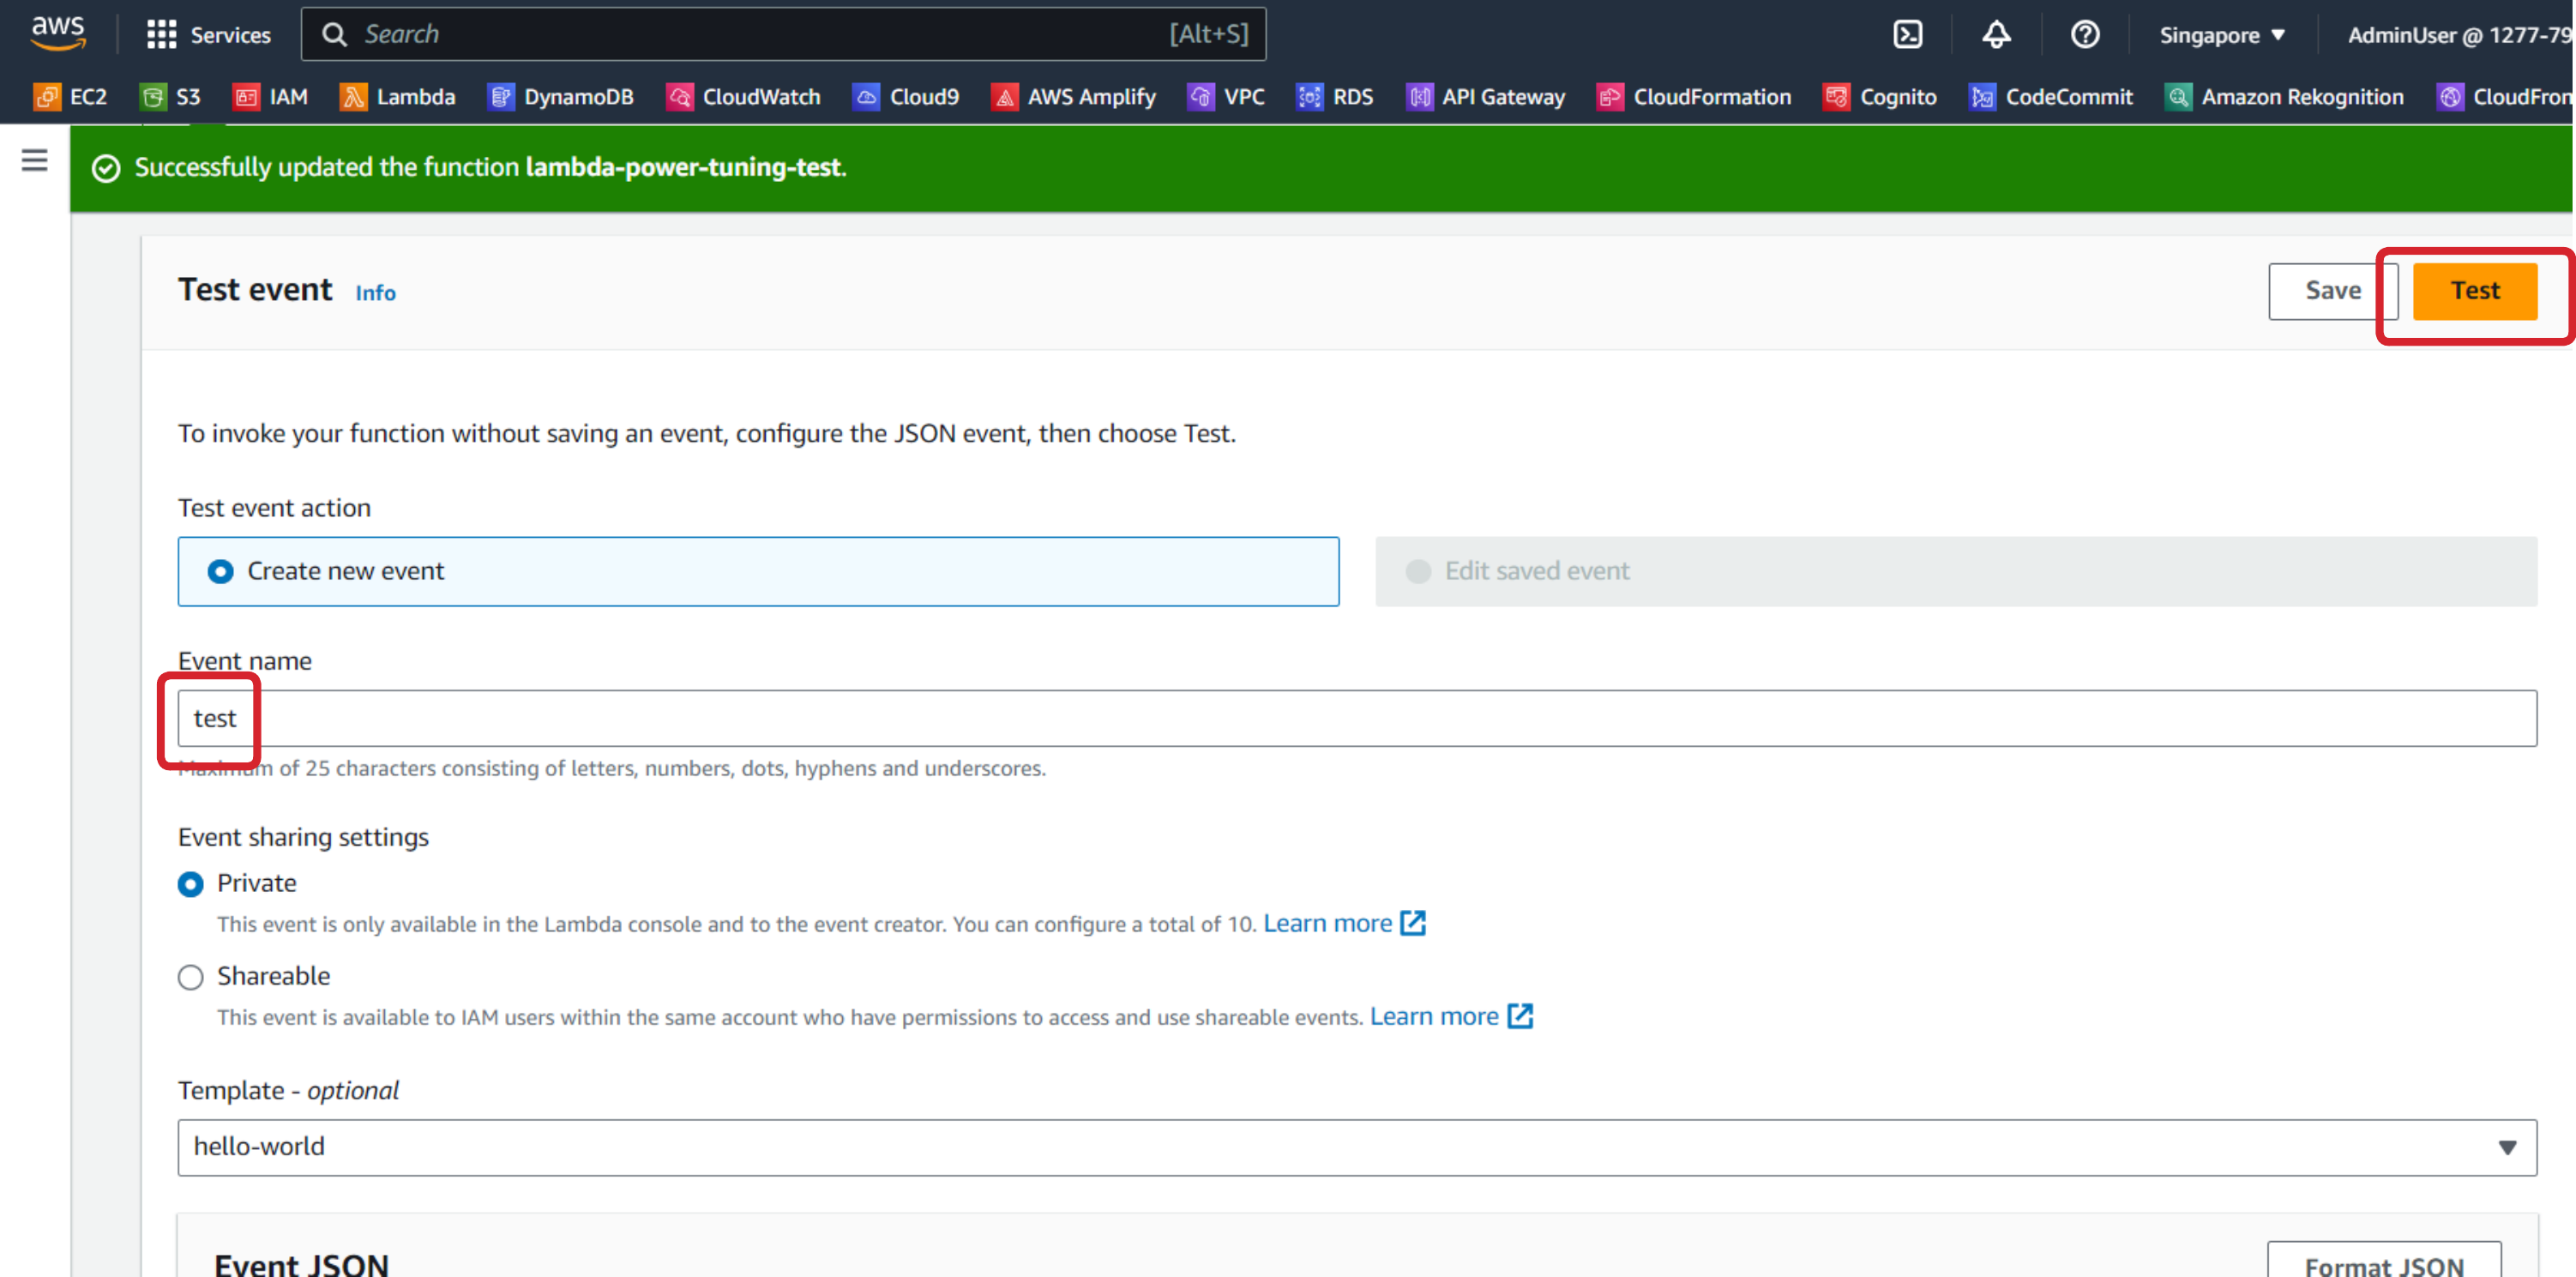 aws Services Search [Alt+S] Singapore AdminUser @ 1277-79
EC2 S3 IAM Lambda DynamoDB CloudWatch Cloud9 AWS Amplify VPC RDS API Gateway CloudFormation Cognito CodeCommit Amazon Rekognition CloudFron
Successfully updated the function lambda-power-tuning-test.
Test event Info Save Test
To invoke your function without saving an event, configure the JSON event, then choose Test.
Test event action
Create new event Edit saved event
Event name
test
Maximum of 25 characters consisting of letters, numbers, dots, hyphens and underscores.
Event sharing settings
Private
This event is only available in the Lambda console and to the event creator. You can configure a total of 10. Learn more
Shareable
This event is available to IAM users within the same account who have permissions to access and use shareable events. Learn more
Template - optional
hello-world
Event JSON Format JSON